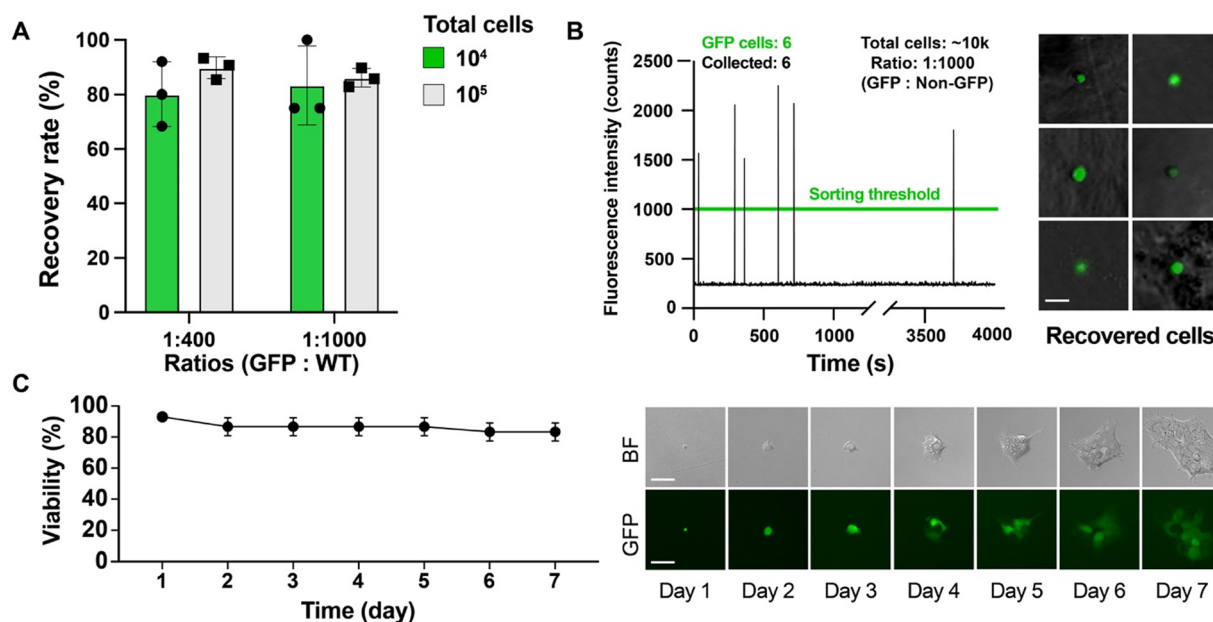 A
Total cells
10⁴
10⁵
Recovery rate (%)
100
80
60
40
20
0
1:400
1:1000
Ratios (GFP : WT)
B
GFP cells: 6
Collected: 6
Total cells: ~10k
Ratio: 1:1000
(GFP : Non-GFP)
Fluorescence intensity (counts)
2500
2000
1500
1000
500
0
Sorting threshold
0
500
1000
3500
4000
Time (s)
Recovered cells
C
Viability (%)
100
80
60
40
20
0
1
2
3
4
5
6
7
Time (day)
BF
GFP
Day 1
Day 2
Day 3
Day 4
Day 5
Day 6
Day 7